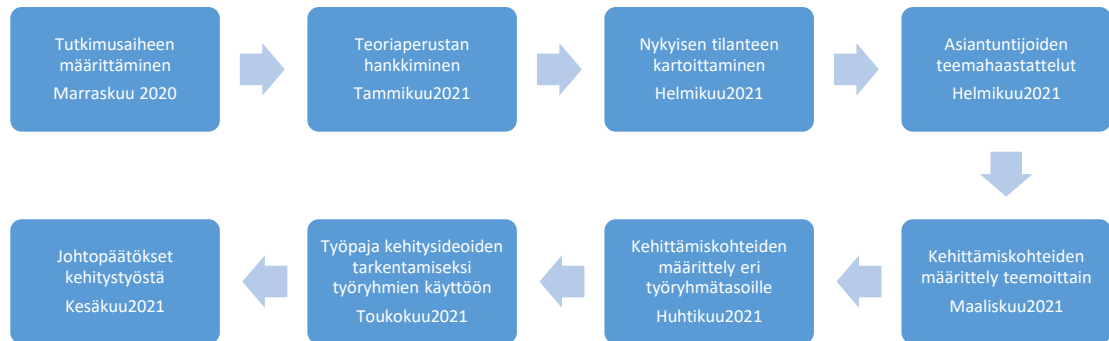 Tutkimusaiheen
määrittäminen
Marraskuu 2020
Teoriaperustan
hankkiminen
Tammikuu2021
Nykyisen tilanteen
kartoittaminen
Helmikuu2021
Asiantuntijoiden
teemahaastattelut
Helmikuu2021
Kehittämiskohteiden
määrittely teemoittain
Maaliskuu2021
Kehittämiskohteiden
määrittely eri
työryhmätasoille
Huhtikuu2021
Työpaja kehitysideoiden
tarkentamiseksi
työryhmien käyttöön
Toukokuu2021
Johtopäätökset
kehitystyöstä
Kesäkuu2021